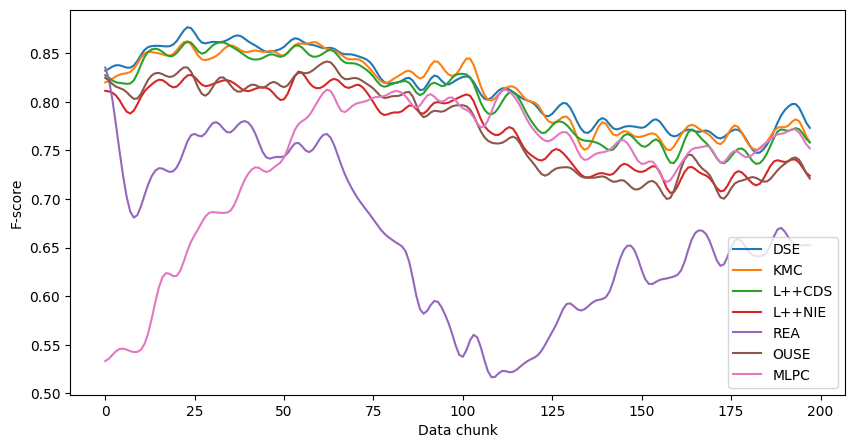 F-score
0.85
0.80
0.75
0.70
0.65
0.60
0.55
0.50
0
25
50
75
100
125
150
175
200
Data chunk
DSE
KMC
L++CDS
L++NIE
REA
OUSE
MLPC